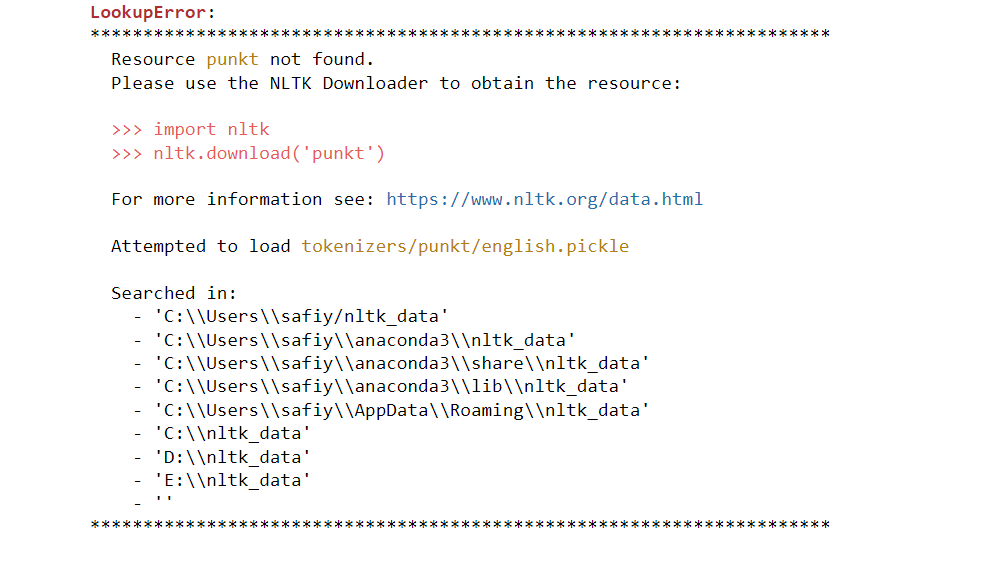 LookupError:
**********************************************************************
Resource punkt not found.
Please use the NLTK Downloader to obtain the resource:
>>> import nltk
>>> nltk.download('punkt')
For more information see: https://www.nltk.org/data.html
Attempted to load tokenizers/punkt/english.pickle
Searched in:
- 'C:\\Users\\safiy/nltk_data'
- 'C:\\Users\\safiy\\anaconda3\\nltk_data'
- 'C:\\Users\\safiy\\anaconda3\\share\\nltk_data'
- 'C:\\Users\\safiy\\anaconda3\\lib\\nltk_data'
- 'C:\\Users\\safiy\\AppData\\Roaming\\nltk_data'
- 'C:\\nltk_data'
- 'D:\\nltk_data'
- 'E:\\nltk_data'
- ''
**********************************************************************